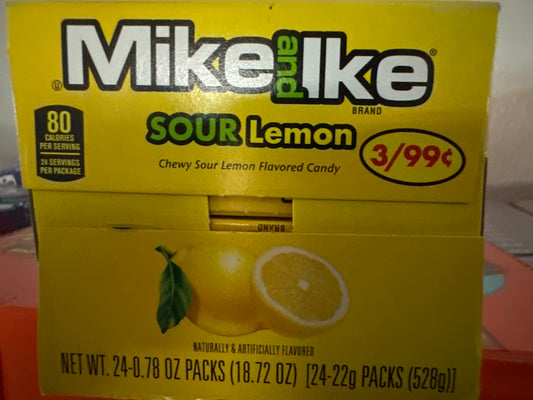 Mike and Ike®
BRAND
80
CALORIES
PER SERVING
24 SERVINGS
PER PACKAGE
SOUR Lemon
3/99¢
Chewy Sour Lemon Flavored Candy
BRAND
NATURALLY & ARTIFICIALLY FLAVORED
NET WT. 24-0.78 OZ PACKS (18.72 OZ) [24-22g PACKS (528g)]